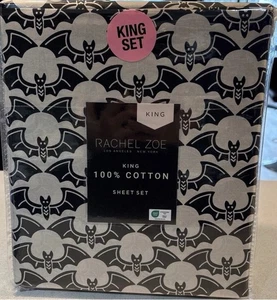 KING
SET
KING
RACHEL ZOE
LOS ANGELES NEW YORK
KING
100% COTTON
SHEET SET